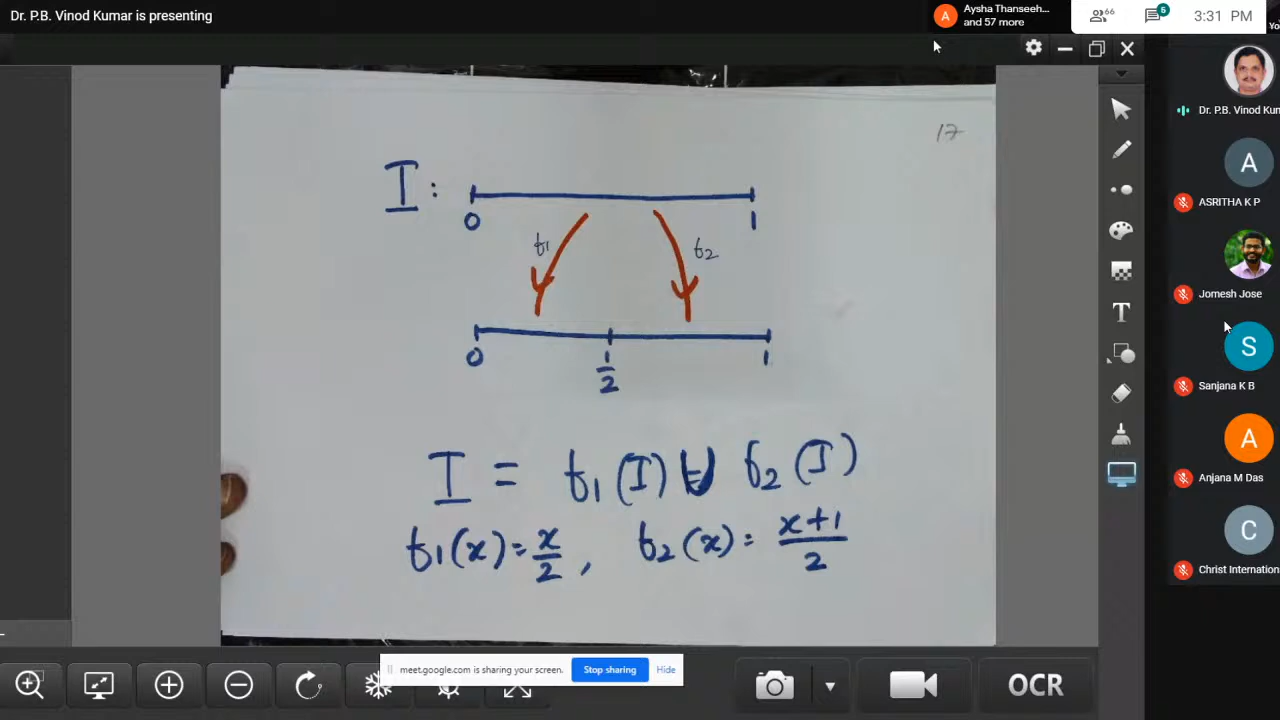 Dr. P.B. Vinod Kumar is presenting
Aysha Thanseeh...
and 57 more
66
5
3:31 PM
17
I :
0 1
f1 f2
0 1/2 1
I = f1 (I) ⊎ f2 (I)
f1(x) = x/2 , f2(x) = x+1/2
Dr. P.B. Vinod Kum
A
ASRITHA K P
Jomesh Jose
S
Sanjana K B
A
Anjana M Das
C
Christ Internation
T
meet.google.com is sharing your screen.
Stop sharing
Hide
OCR